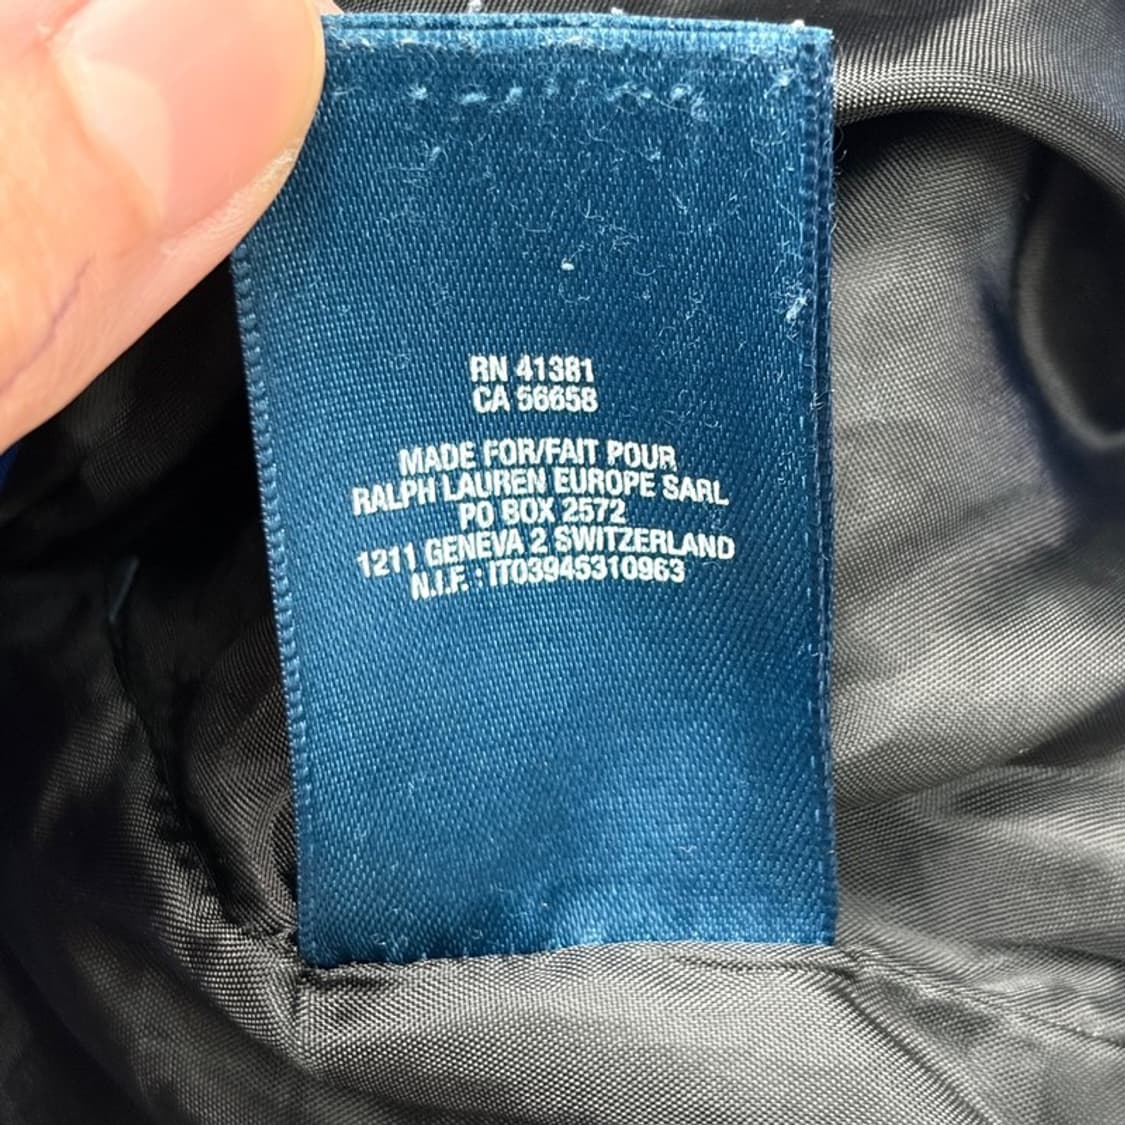 RN 41381
CA 56658
MADE FOR/FAIT POUR
RALPH LAUREN EUROPE SARL
PO BOX 2572
1211 GENEVA 2 SWITZERLAND
N.I.F. : IT03945310963